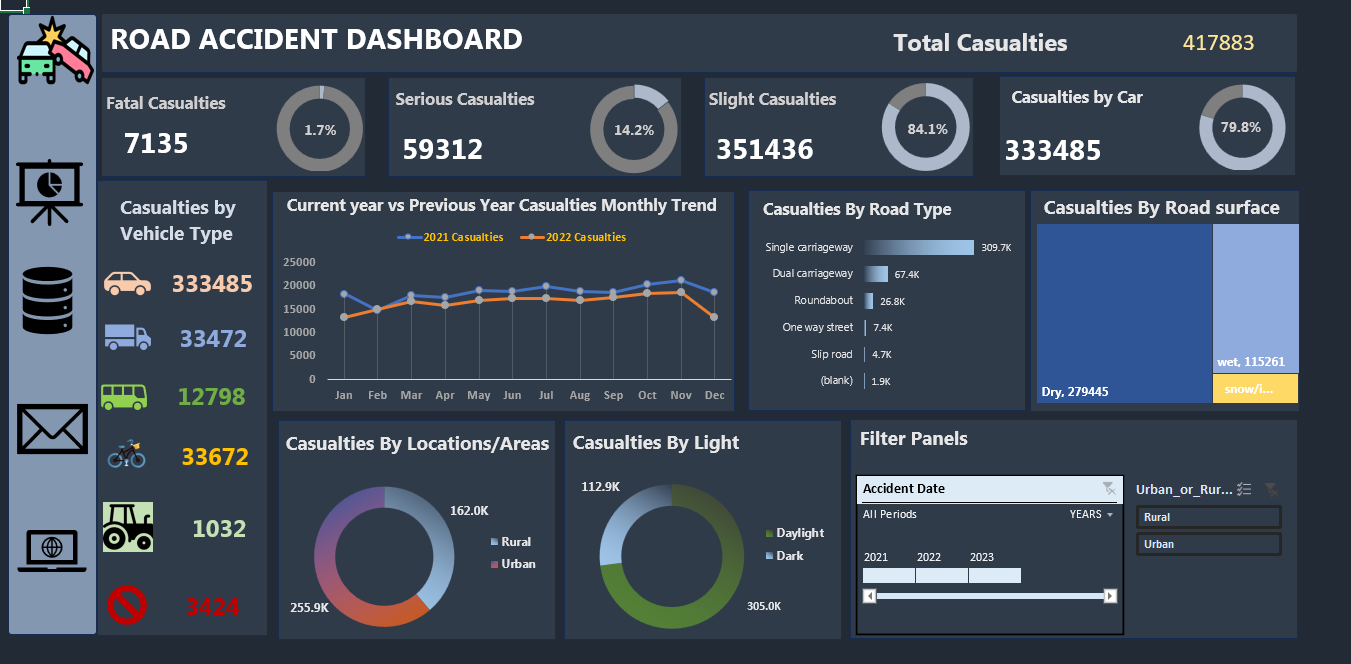 ROAD ACCIDENT DASHBOARD
Total Casualties
417883
Fatal Casualties
7135
1.7%
Serious Casualties
59312
14.2%
Slight Casualties
351436
84.1%
Casualties by Car
333485
79.8%
Casualties by
Vehicle Type
333485
33472
12798
33672
1032
3424
Current year vs Previous Year Casualties Monthly Trend
2021 Casualties
2022 Casualties
25000
20000
15000
10000
5000
0
Jan Feb Mar Apr May Jun Jul Aug Sep Oct Nov Dec
Casualties By Road Type
Single carriageway 309.7K
Dual carriageway 67.4K
Roundabout 26.8K
One way street 7.4K
Slip road 4.7K
(blank) 1.9K
Casualties By Road surface
Dry, 279445
wet, 115261
snow/i...
Casualties By Locations/Areas
162.0K
255.9K
Rural
Urban
Casualties By Light
112.9K
305.0K
Daylight
Dark
Filter Panels
Accident Date
All Periods
YEARS
2021 2022 2023
Urban_or_Rur...
Rural
Urban